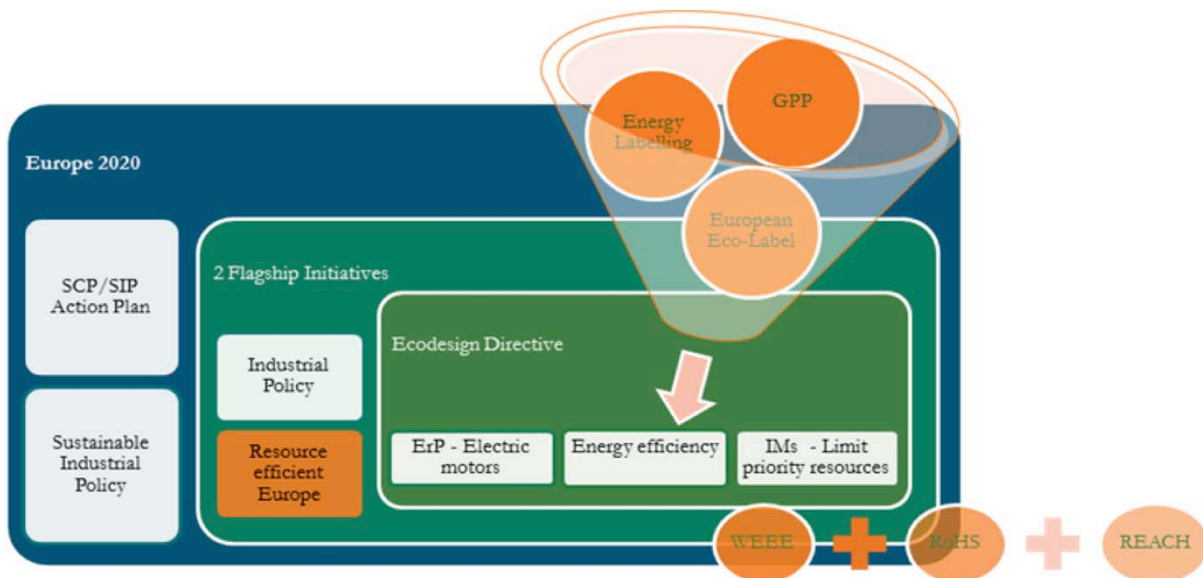 GPP
Energy
Labelling
Europe 2020
European
Eco-Label
2 Flagship Initiatives
SCP/SIP
Action Plan
Ecodesign Directive
Industrial
Policy
Sustainable
Industrial
Policy
Resource
efficient
Europe
ErP - Electric
motors
Energy efficiency
IMs - Limit
priority resources
WEEE
RoHS
REACH